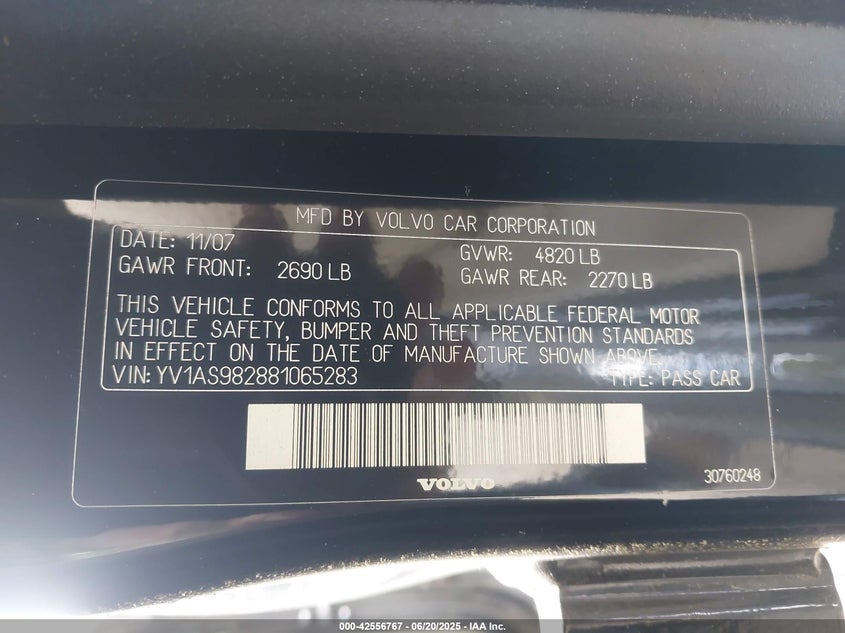 MFD BY VOLVO CAR CORPORATION
DATE: 11/07 GVWR: 4820 LB
GAWR FRONT: 2690 LB GAWR REAR: 2270 LB
THIS VEHICLE CONFORMS TO ALL APPLICABLE FEDERAL MOTOR
VEHICLE SAFETY, BUMPER AND THEFT PREVENTION STANDARDS
IN EFFECT ON THE DATE OF MANUFACTURE SHOWN ABOVE.
VIN: YV1AS982881065283 TYPE: PASS CAR
VOLVO
30760248
000-42556767 - 06/20/2025 - IAA Inc.